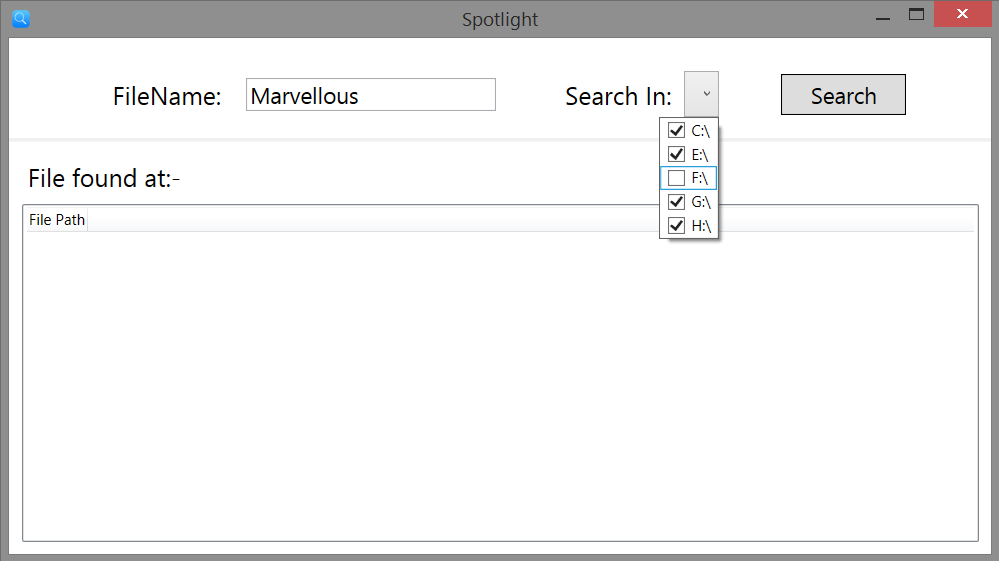 Spotlight
FileName: Marvellous Search In: Search
C:\
E:\
F:\
G:\
H:\
File found at:-
File Path